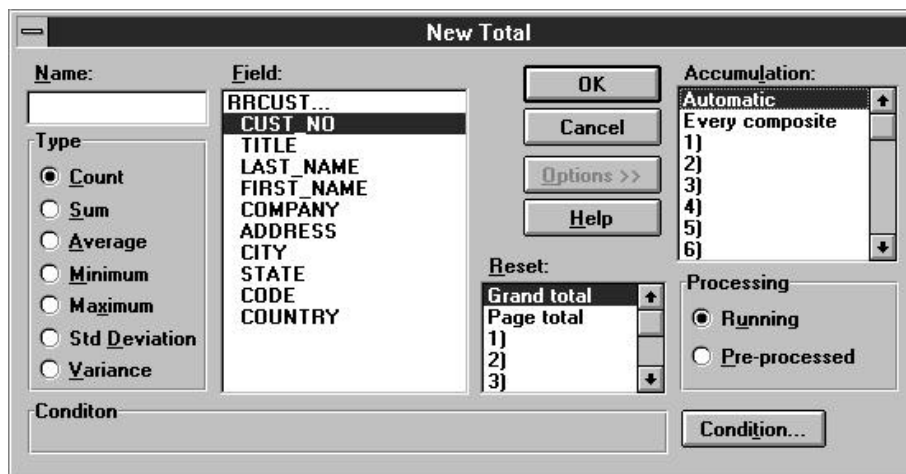 New Total
Name:
Type
Count
Sum
Average
Minimum
Maximum
Std Deviation
Variance
Field:
RRCUST...
CUST_NO
TITLE
LAST_NAME
FIRST_NAME
COMPANY
ADDRESS
CITY
STATE
CODE
COUNTRY
OK
Cancel
Options >>
Help
Reset:
Grand total
Page total
1)
2)
3)
Accumulation:
Automatic
Every composite
1)
2)
3)
4)
5)
6)
Processing
Running
Pre-processed
Conditon
Condition...